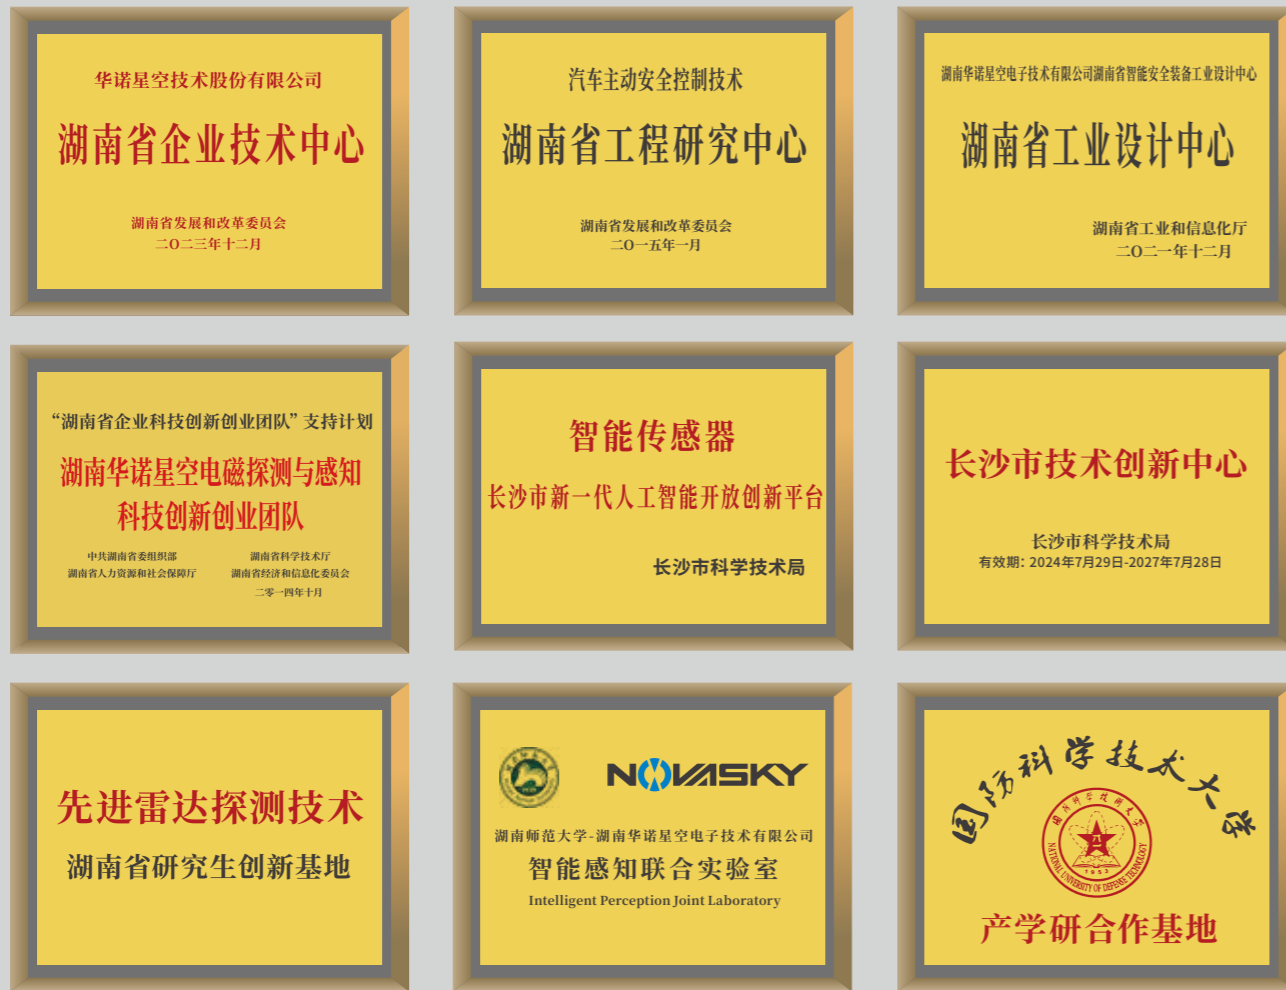 华诺星空技术股份有限公司
湖南省企业技术中心
湖南省发展和改革委员会
二〇二三年十二月
汽车主动安全控制技术
湖南省工程研究中心
湖南省发展和改革委员会
二〇一五年一月
湖南华诺星空电子技术有限公司湖南省智能安全装备工业设计中心
湖南省工业设计中心
湖南省工业和信息化厅
二〇二一年十二月
“湖南省企业科技创新创业团队”支持计划
湖南华诺星空电磁探测与感知
科技创新创业团队
中共湖南省委组织部 湖南省科学技术厅
湖南省人力资源和社会保障厅 湖南省经济和信息化委员会
二零一四年十月
智能传感器
长沙市新一代人工智能开放创新平台
长沙市科学技术局
长沙市技术创新中心
长沙市科学技术局
有效期：2024年7月29日-2027年7月28日
先进雷达探测技术
湖南省研究生创新基地
NOVASKY
湖南师范大学-湖南华诺星空电子技术有限公司
智能感知联合实验室
Intelligent Perception Joint Laboratory
国防科学技术大学
国防科学技术大学
八一
1953
NATIONAL UNIVERSITY OF DEFENSE TECHNOLOGY
产学研合作基地